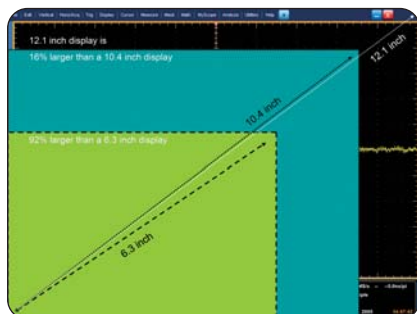 Edit Vertical Horiz/Acq Trig Display Cursor Measure Mask Math MyScope Analyze Utilities Help
12.1 inch display is
16% larger than a 10.4 inch display
12.1 inch
10.4 inch
92% larger than a 6.3 inch display
6.3 inch
2005